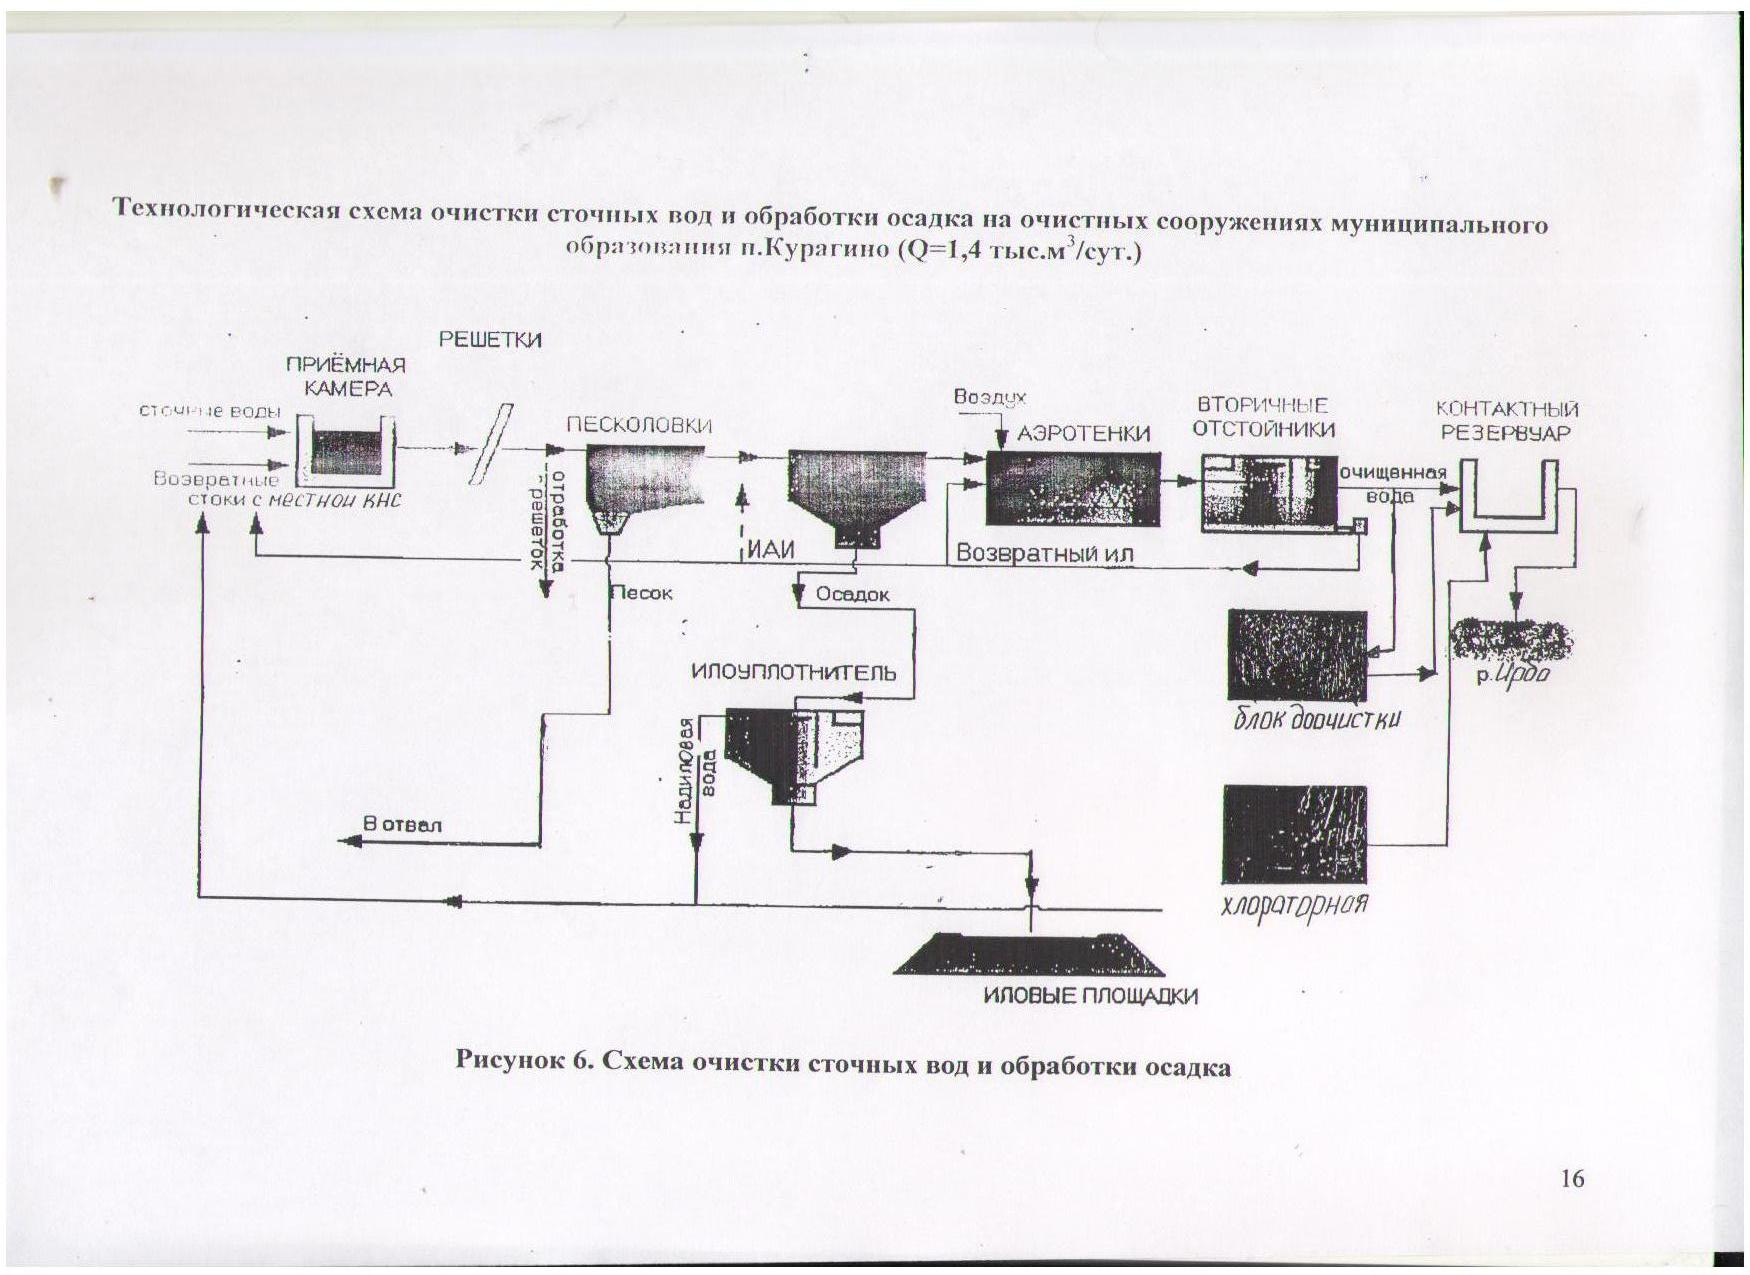 Технологическая схема очистки сточных вод и обработки осадка на очистных сооружениях муниципального
образования п.Курагино (Q=1,4 тыс.м³/сут.)
РЕШЕТКИ
ПРИЁМНАЯ
КАМЕРА
сточные воды
Возвратные
стоки с местной КНС
ПЕСКОЛОВКИ
отработка
с решеток
Воздух
АЭРОТЕНКИ
ВТОРИЧНЫЕ
ОТСТОЙНИКИ
КОНТАКТНЫЙ
РЕЗЕРВУАР
очищенная
вода
ИАИ
Возвратный ил
Песок
Осадок
р.Ирба
ИЛОУПЛОТНИТЕЛЬ
блок доочистки
Надиловая
вода
В отвал
хлораторная
ИЛОВЫЕ ПЛОЩАДКИ
Рисунок 6. Схема очистки сточных вод и обработки осадка
16